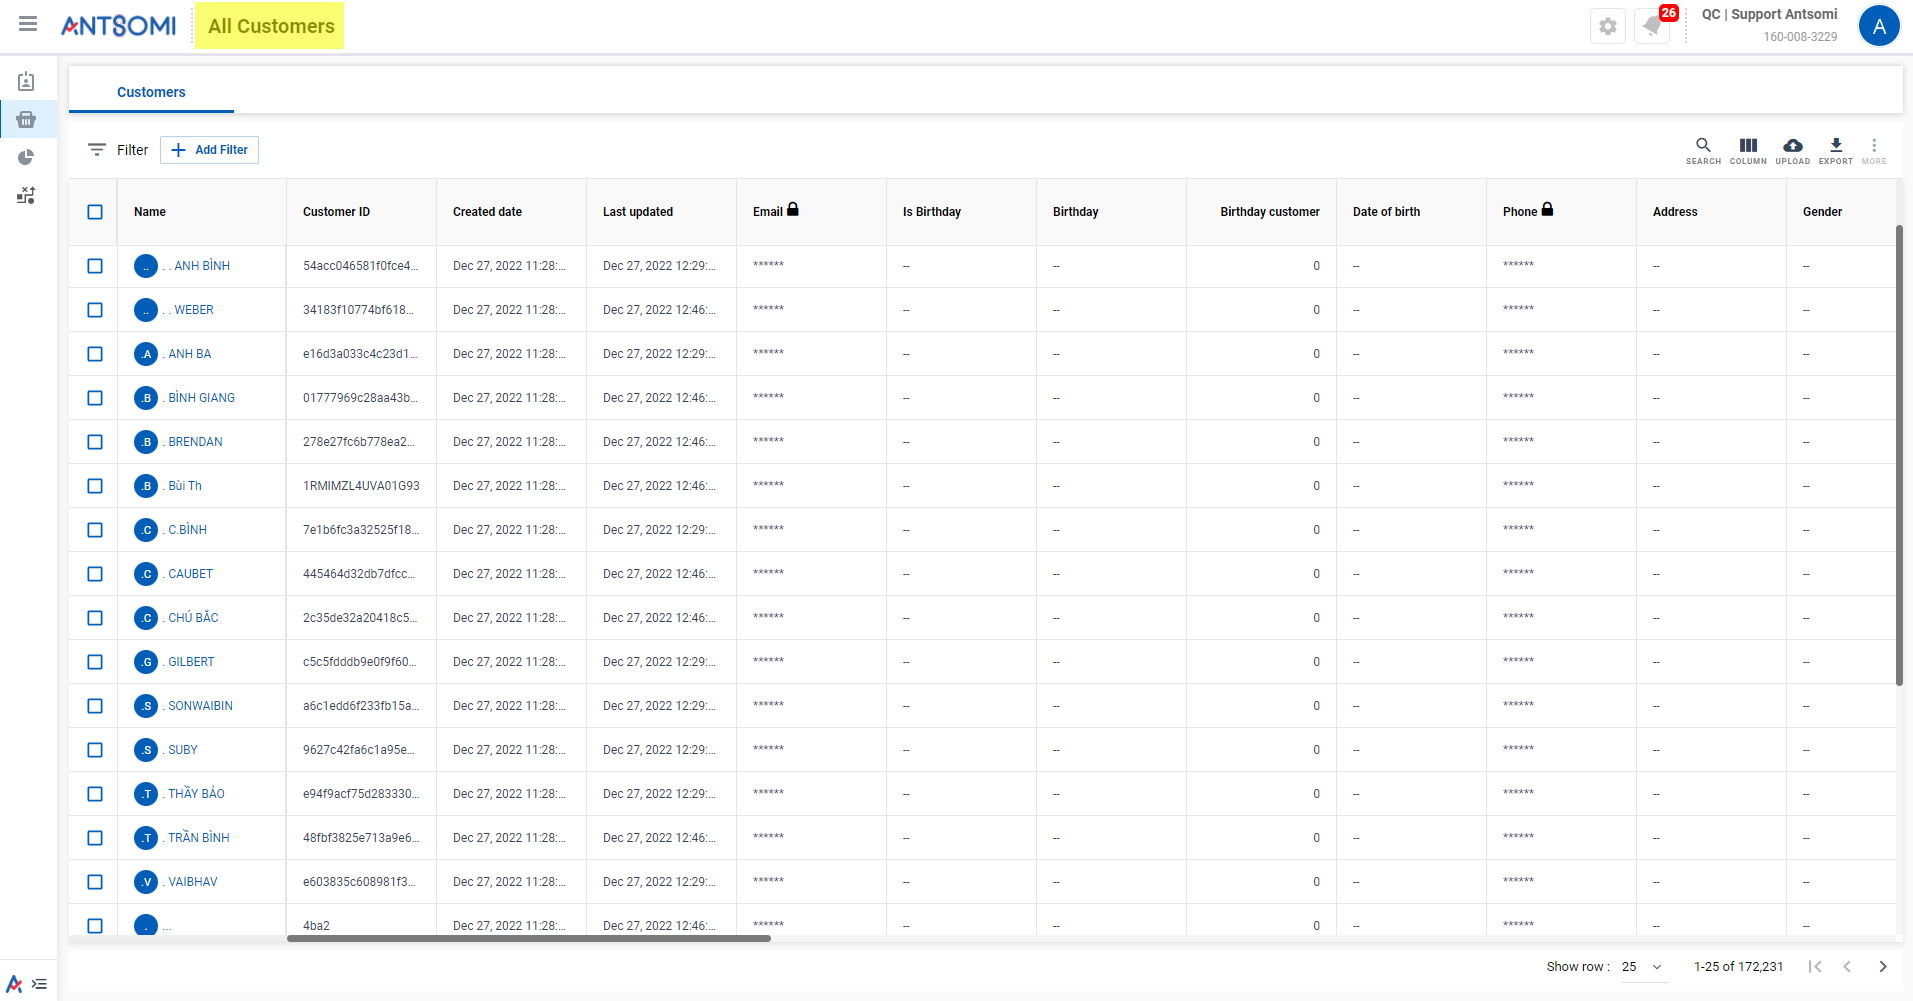 ANTSOMI All Customers 26 QC | Support Antsomi A
160-008-3229
Customers
Filter Add Filter SEARCH COLUMN UPLOAD EXPORT MORE
Name Customer ID Created date Last updated Email Is Birthday Birthday Birthday customer Date of birth Phone Address Gender
.. . . ANH BÌNH 54acc046581f0fce4... Dec 27, 2022 11:28:... Dec 27, 2022 12:29:... ****** -- -- 0 -- ****** -- --
.. . . WEBER 34183f10774bf618... Dec 27, 2022 11:28:... Dec 27, 2022 12:46:... ****** -- -- 0 -- ****** -- --
.A . ANH BA e16d3a033c4c23d1... Dec 27, 2022 11:28:... Dec 27, 2022 12:29:... ****** -- -- 0 -- ****** -- --
.B . BÌNH GIANG 01777969c28aa43b... Dec 27, 2022 11:28:... Dec 27, 2022 12:46:... ****** -- -- 0 -- ****** -- --
.B . BRENDAN 278e27fc6b778ea2... Dec 27, 2022 11:28:... Dec 27, 2022 12:46:... ****** -- -- 0 -- ****** -- --
.B . Bùi Th 1RMIMZL4UVA01G93 Dec 27, 2022 11:28:... Dec 27, 2022 12:46:... ****** -- -- 0 -- ****** -- --
.C . C.BÌNH 7e1b6fc3a32525f18... Dec 27, 2022 11:28:... Dec 27, 2022 12:29:... ****** -- -- 0 -- ****** -- --
.C . CAUBET 445464d32db7dfcc... Dec 27, 2022 11:28:... Dec 27, 2022 12:46:... ****** -- -- 0 -- ****** -- --
.C . CHÚ BẮC 2c35de32a20418c5... Dec 27, 2022 11:28:... Dec 27, 2022 12:46:... ****** -- -- 0 -- ****** -- --
.G . GILBERT c5c5fdddb9e0f9f60... Dec 27, 2022 11:28:... Dec 27, 2022 12:29:... ****** -- -- 0 -- ****** -- --
.S . SONWAIBIN a6c1edd6f233fb15a... Dec 27, 2022 11:28:... Dec 27, 2022 12:29:... ****** -- -- 0 -- ****** -- --
.S . SUBY 9627c42fa6c1a95e... Dec 27, 2022 11:28:... Dec 27, 2022 12:29:... ****** -- -- 0 -- ****** -- --
.T . THẦY BẢO e94f9acf75d283330... Dec 27, 2022 11:28:... Dec 27, 2022 12:29:... ****** -- -- 0 -- ****** -- --
.T . TRẦN BÌNH 48fbf3825e713a9e6... Dec 27, 2022 11:28:... Dec 27, 2022 12:46:... ****** -- -- 0 -- ****** -- --
.V . VAIBHAV e603835c608981f3... Dec 27, 2022 11:28:... Dec 27, 2022 12:29:... ****** -- -- 0 -- ****** -- --
. ... 4ba2 Dec 27, 2022 11:28:... Dec 27, 2022 12:46:... ****** -- -- 0 -- ****** -- --
Show row : 25 1-25 of 172,231